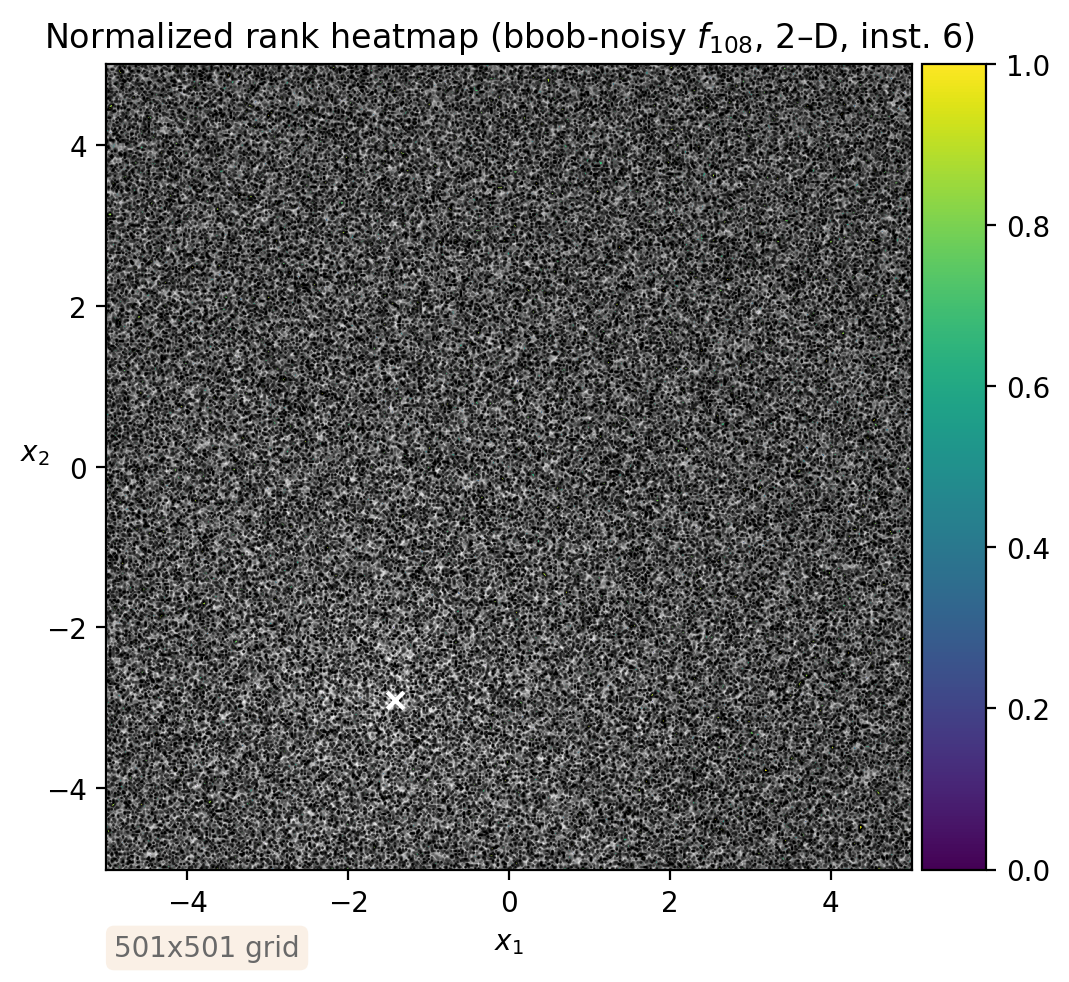 Normalized rank heatmap (bbob-noisy f₁₀₈, 2–D, inst. 6)
1.0
0.8
0.6
0.4
0.2
0.0
4
2
0
−2
−4
x₂
−4 −2 0 2 4
x₁
501x501 grid